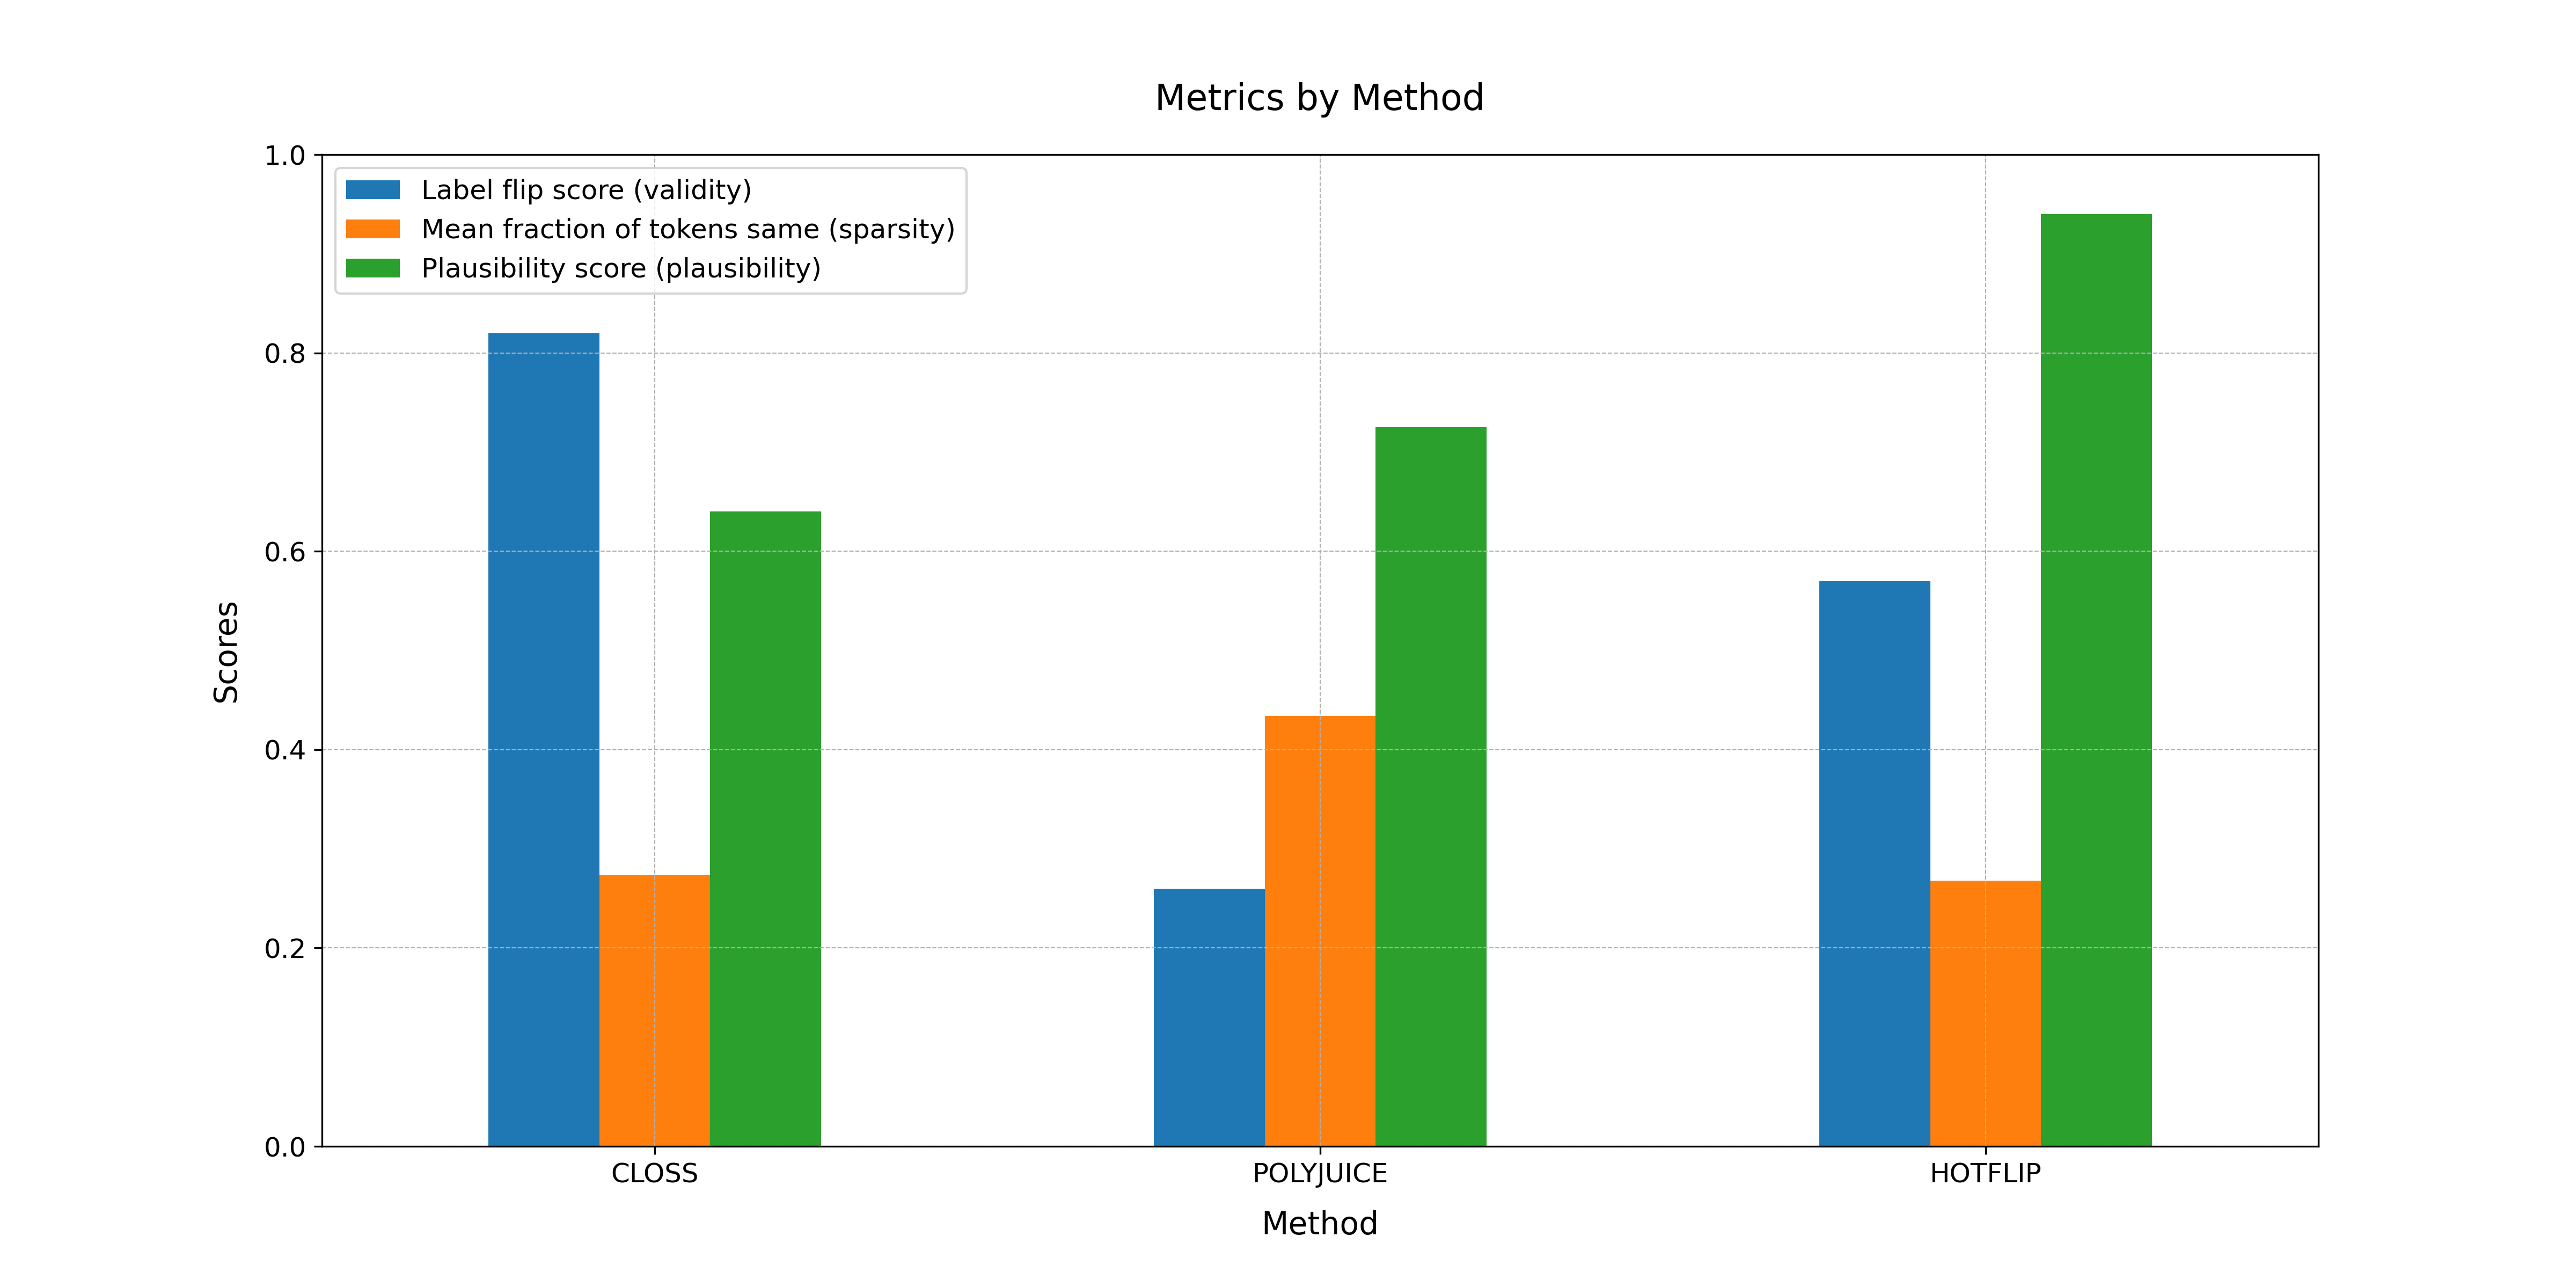 Metrics by Method
1.0
0.8
0.6
0.4
0.2
0.0
Scores
Label flip score (validity)
Mean fraction of tokens same (sparsity)
Plausibility score (plausibility)
CLOSS
POLYJUICE
HOTFLIP
Method